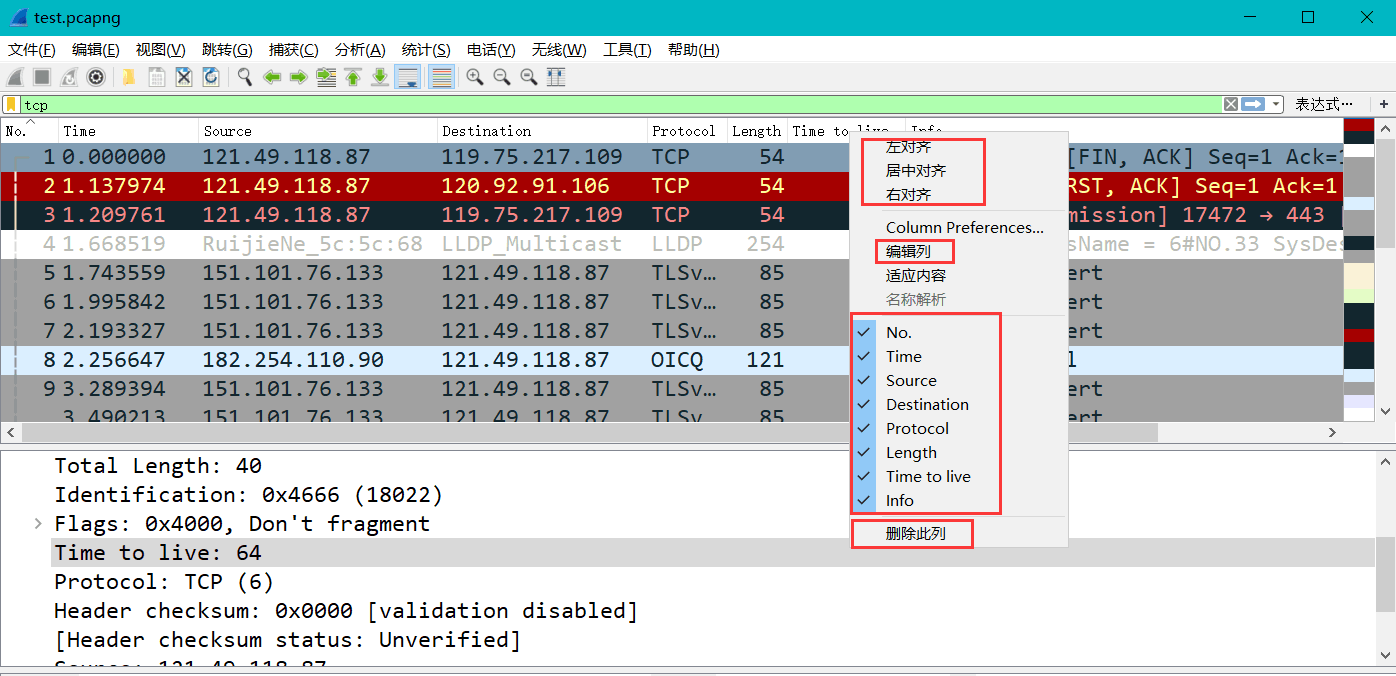 test.pcapng
文件(F) 编辑(E) 视图(V) 跳转(G) 捕获(C) 分析(A) 统计(S) 电话(Y) 无线(W) 工具(T) 帮助(H)
tcp 表达式… +
No. Time Source Destination Protocol Length Time to live Info
1 0.000000 121.49.118.87 119.75.217.109 TCP 54 [FIN, ACK] Seq=1 Ack=1
2 1.137974 121.49.118.87 120.92.91.106 TCP 54 RST, ACK] Seq=1 Ack=1
3 1.209761 121.49.118.87 119.75.217.109 TCP 54 mission] 17472 → 443
4 1.668519 RuijieNe_5c:5c:68 LLDP_Multicast LLDP 254 sName = 6#NO.33 SysDes
5 1.743559 151.101.76.133 121.49.118.87 TLSv… 85 ert
6 1.995842 151.101.76.133 121.49.118.87 TLSv… 85 ert
7 2.193327 151.101.76.133 121.49.118.87 TLSv… 85 ert
8 2.256647 182.254.110.90 121.49.118.87 OICQ 121 l
9 3.289394 151.101.76.133 121.49.118.87 TLSv… 85 ert
3.490213 151.101.76.133 121.49.118.87 TLSv… 85 ert
左对齐
居中对齐
右对齐
Column Preferences...
编辑列
适应内容
名称解析
No.
Time
Source
Destination
Protocol
Length
Time to live
Info
删除此列
Total Length: 40
Identification: 0x4666 (18022)
Flags: 0x4000, Don't fragment
Time to live: 64
Protocol: TCP (6)
Header checksum: 0x0000 [validation disabled]
[Header checksum status: Unverified]
Source: 121.49.118.87